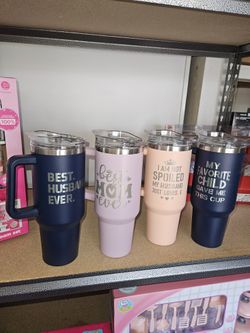 BEST.
HUSBAND
EVER.
best
MOM
ever
I AM NOT
SPOILED
MY HUSBAND
JUST LOVES
MY
FAVORITE
CHILD
GAVE ME
THIS CUP